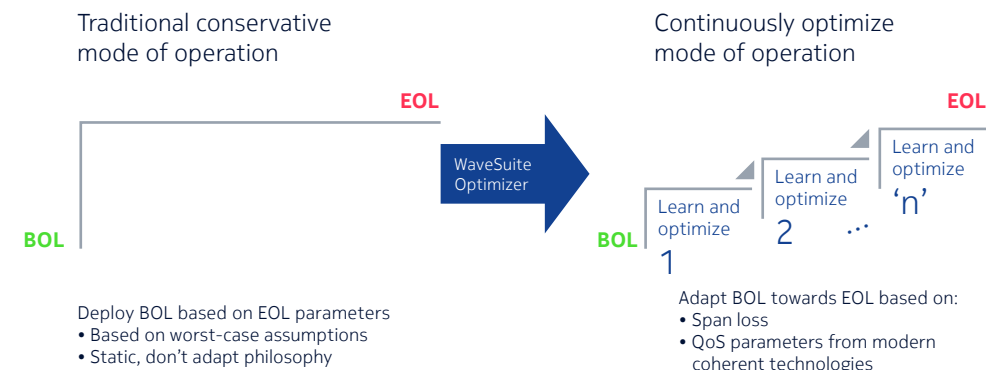 Traditional conservative
mode of operation
EOL
BOL
Deploy BOL based on EOL parameters
• Based on worst-case assumptions
• Static, don’t adapt philosophy
WaveSuite
Optimizer
Continuously optimize
mode of operation
EOL
BOL
Learn and
optimize
1
Learn and
optimize
2
...
Learn and
optimize
‘n’
Adapt BOL towards EOL based on:
• Span loss
• QoS parameters from modern
coherent technologies